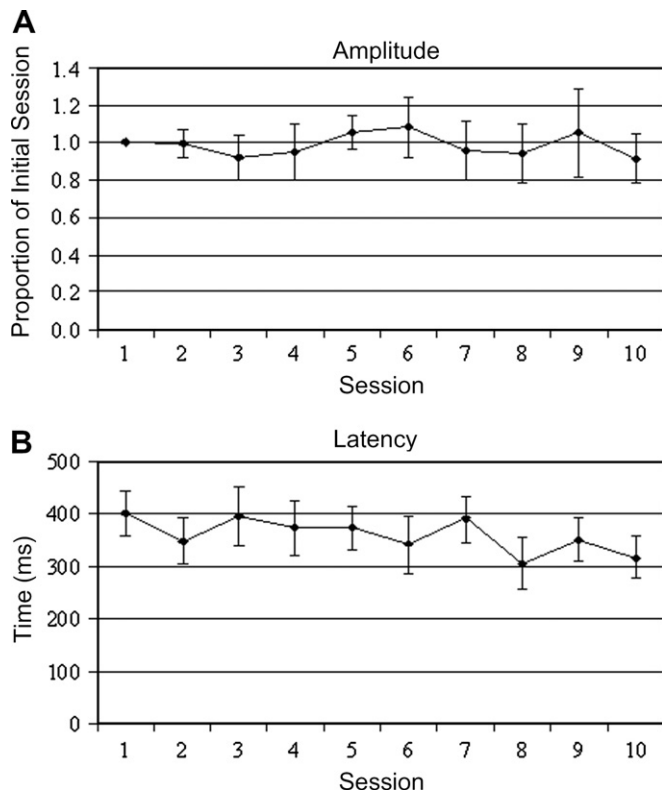 A
Amplitude
Proportion of Initial Session
1.4
1.2
1.0
0.8
0.6
0.4
0.2
0.0
1 2 3 4 5 6 7 8 9 10
Session
B
Latency
Time (ms)
500
400
300
200
100
0
1 2 3 4 5 6 7 8 9 10
Session